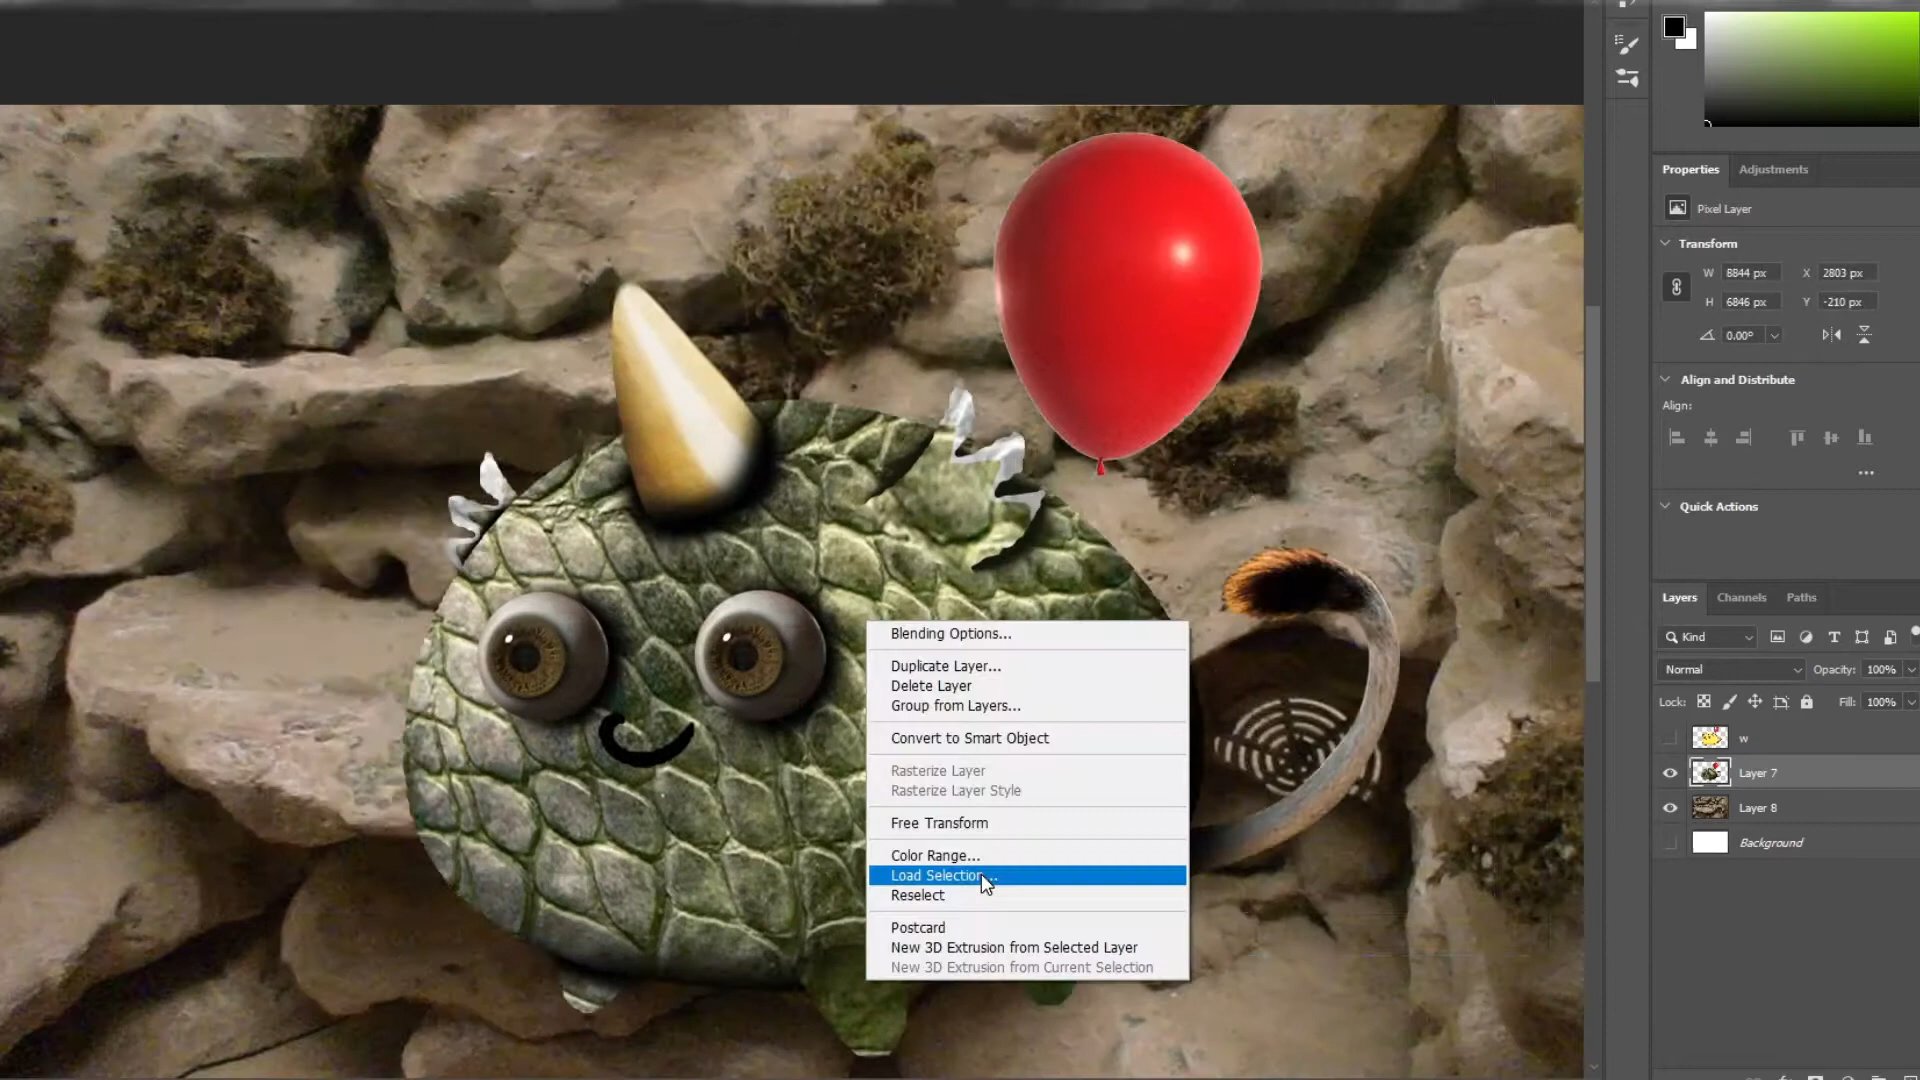 Properties
Adjustments
Pixel Layer
Transform
W 8844 px X 2803 px
H 6846 px Y -210 px
0.00°
Align and Distribute
Align:
Quick Actions
Layers Channels Paths
Kind
Normal Opacity: 100%
Lock: Fill: 100%
w
Layer 7
Layer 8
Background
Blending Options...
Duplicate Layer...
Delete Layer
Group from Layers...
Convert to Smart Object
Rasterize Layer
Rasterize Layer Style
Free Transform
Color Range...
Load Selection...
Reselect
Postcard
New 3D Extrusion from Selected Layer
New 3D Extrusion from Current Selection